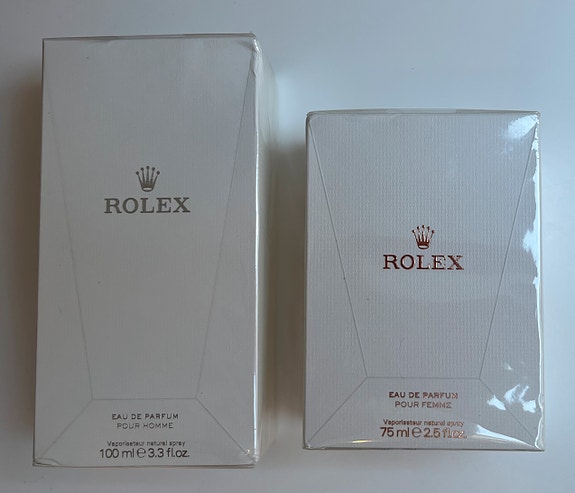 ROLEX
EAU DE PARFUM
POUR HOMME
Vaporisateur natural spray
100 ml e 3.3 fl.oz.
ROLEX
EAU DE PARFUM
POUR FEMME
Vaporisateur natural spray
75 ml e 2.5 fl.oz.